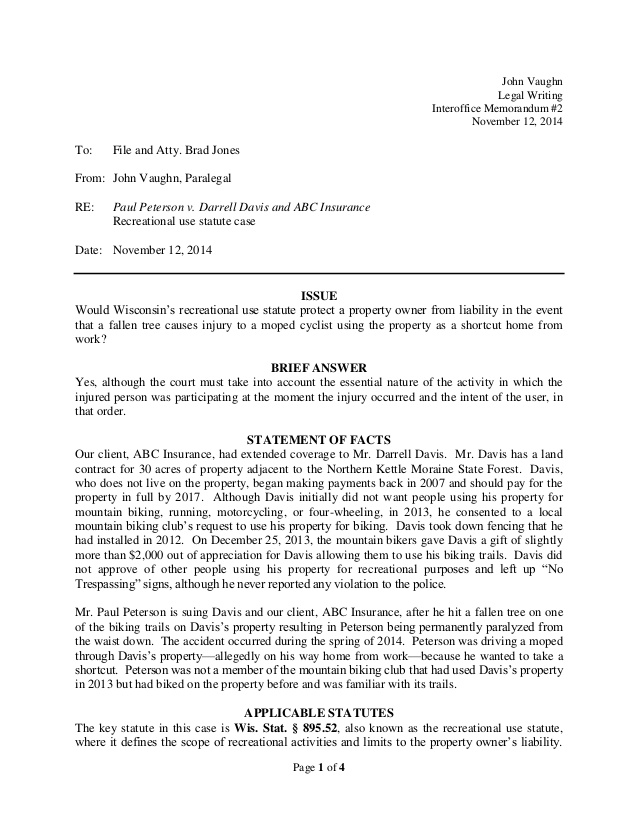 John Vaughn
Legal Writing
Interoffice Memorandum #2
November 12, 2014
To: File and Atty. Brad Jones
From: John Vaughn, Paralegal
RE: Paul Peterson v. Darrell Davis and ABC Insurance
Recreational use statute case
Date: November 12, 2014
ISSUE
Would Wisconsin's recreational use statute protect a property owner from liability in the event
that a fallen tree causes injury to a moped cyclist using the property as a shortcut home from
work?
BRIEF ANSWER
Yes, although the court must take into account the essential nature of the activity in which the
injured person was participating at the moment the injury occurred and the intent of the user, in
that order.
STATEMENT OF FACTS
Our client, ABC Insurance, had extended coverage to Mr. Darrell Davis. Mr. Davis has a land
contract for 30 acres of property adjacent to the Northern Kettle Moraine State Forest. Davis,
who does not live on the property, began making payments back in 2007 and should pay for the
property in full by 2017. Although Davis initially did not want people using his property for
mountain biking, running, motorcycling, or four-wheeling, in 2013, he consented to a local
mountain biking club's request to use his property for biking. Davis took down fencing that he
had installed in 2012. On December 25, 2013, the mountain bikers gave Davis a gift of slightly
more than $2,000 out of appreciation for Davis allowing them to use his biking trails. Davis did
not approve of other people using his property for recreational purposes and left up “No
Trespassing” signs, although he never reported any violation to the police.
Mr. Paul Peterson is suing Davis and our client, ABC Insurance, after he hit a fallen tree on one
of the biking trails on Davis's property resulting in Peterson being permanently paralyzed from
the waist down. The accident occurred during the spring of 2014. Peterson was driving a moped
through Davis's property—allegedly on his way home from work—because he wanted to take a
shortcut. Peterson was not a member of the mountain biking club that had used Davis's property
in 2013 but had biked on the property before and was familiar with its trails.
APPLICABLE STATUTES
The key statute in this case is Wis. Stat. § 895.52, also known as the recreational use statute,
where it defines the scope of recreational activities and limits to the property owner's liability.
Page 1 of 4